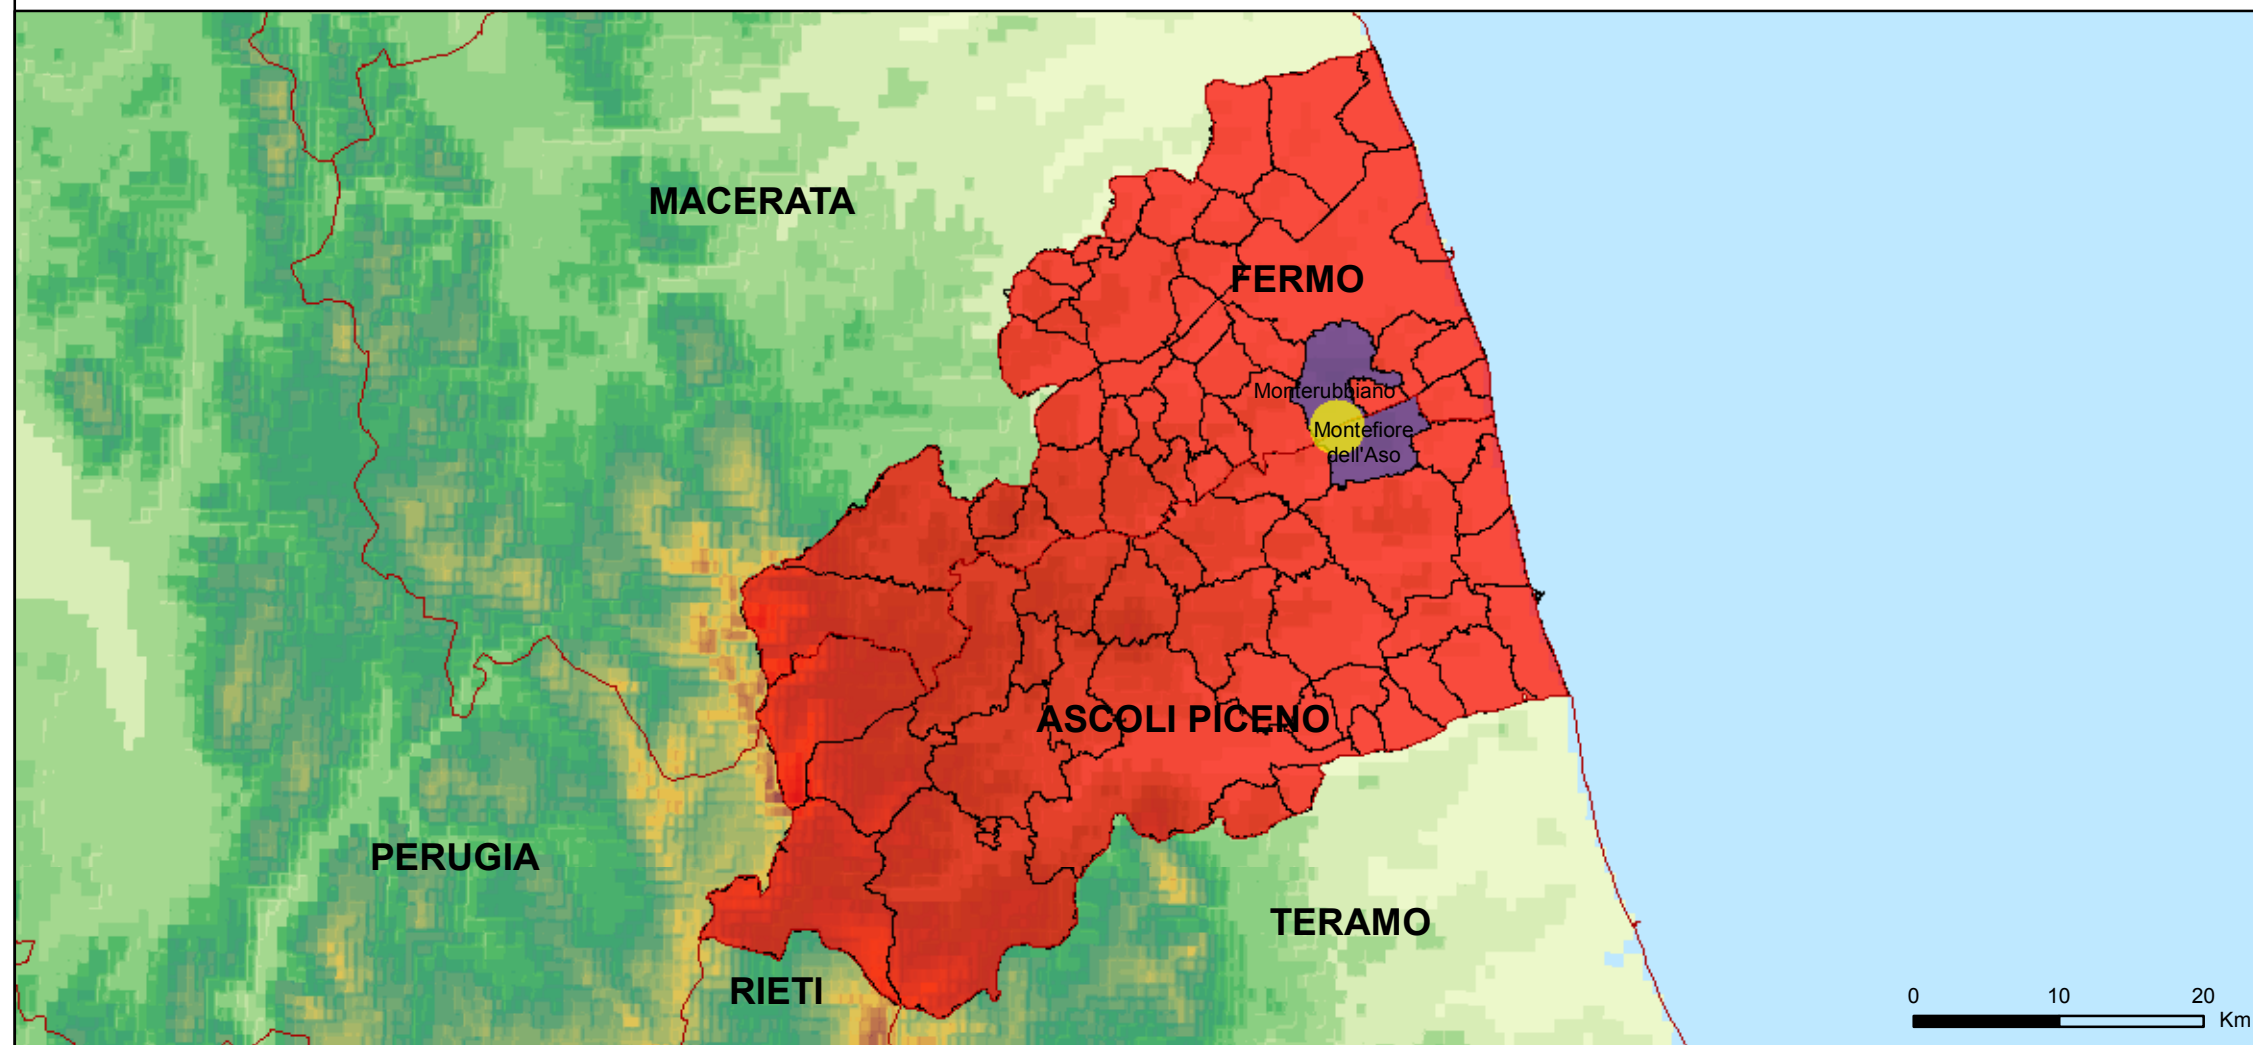 MACERATA
FERMO
Monterubbiano
Montefiore
dell'Aso
ASCOLI PICENO
PERUGIA
TERAMO
RIETI
0 10 20
Km